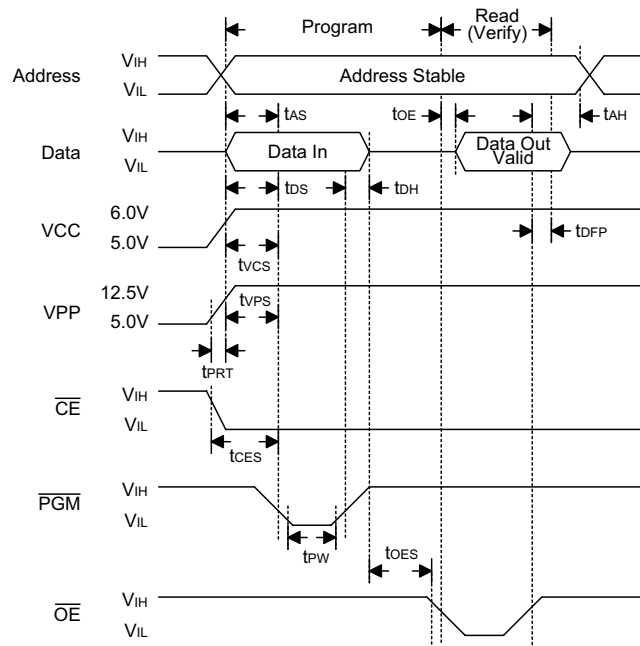 Program
Read
(Verify)
Address
VIH
VIL
Address Stable
tAS
tOE
tAH
Data
VIH
VIL
Data In
Data Out
Valid
tDS
tDH
tDFP
VCC
6.0V
5.0V
tVCS
VPP
12.5V
5.0V
tVPS
tPRT
CE
VIH
VIL
tCES
PGM
VIH
VIL
tPW
tOES
OE
VIH
VIL